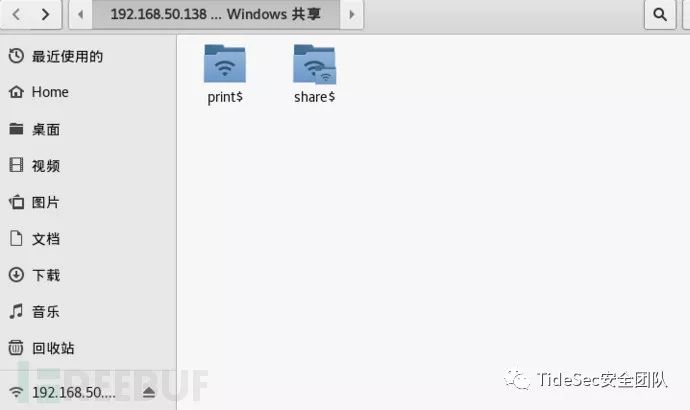 192.168.50.138 ... Windows 共享
最近使用的
Home
桌面
视频
图片
文档
下载
音乐
回收站
192.168.50....
print$
share$
REEBUF
TideSec安全团队